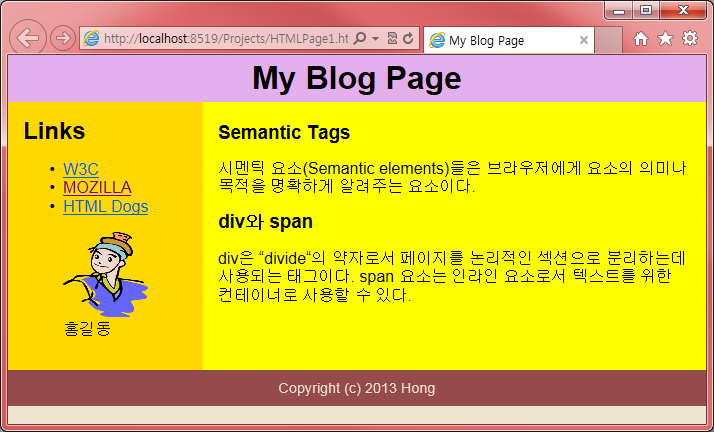 http://localhost:8519/Projects/HTMLPage1.ht
My Blog Page
My Blog Page
Links
W3C
MOZILLA
HTML Dogs
홍길동
Semantic Tags
시멘틱 요소(Semantic elements)들은 브라우저에게 요소의 의미나
목적을 명확하게 알려주는 요소이다.
div와 span
div은 “divide“의 약자로서 페이지를 논리적인 섹션으로 분리하는데
사용되는 태그이다. span 요소는 인라인 요소로서 텍스트를 위한
컨테이너로 사용할 수 있다.
Copyright (c) 2013 Hong